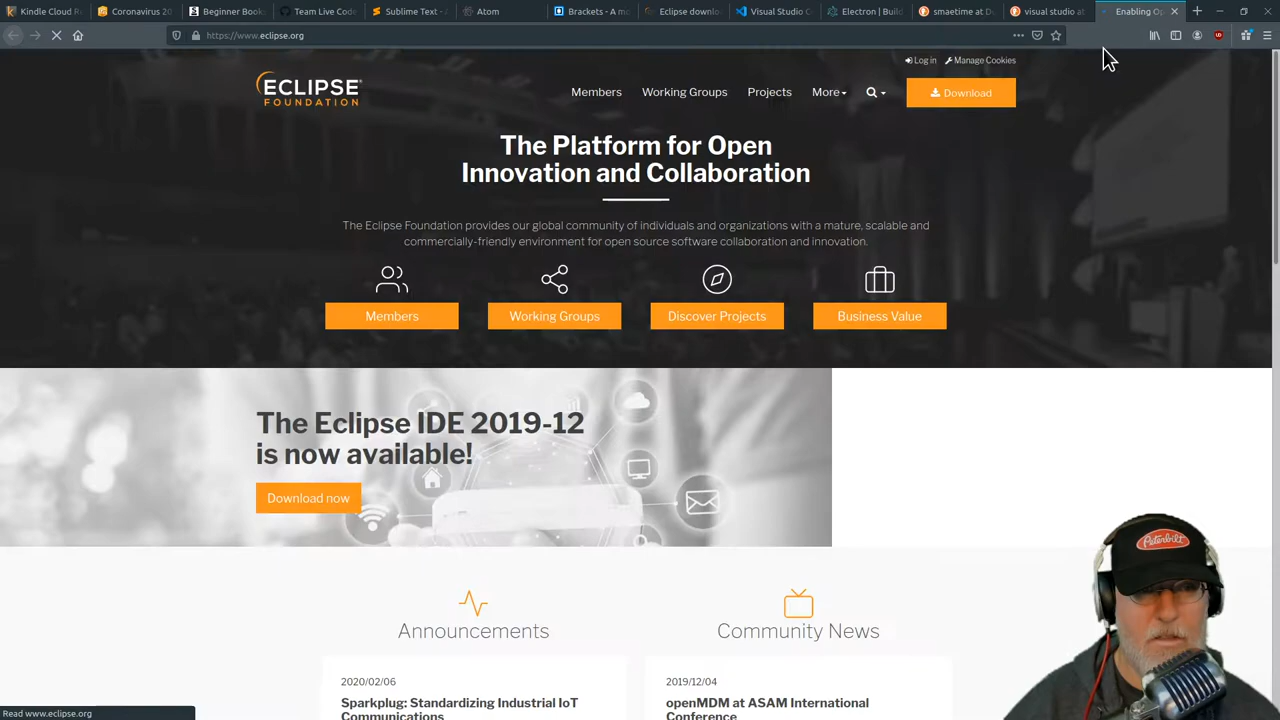 Kindle Cloud R
Coronavirus 20
Beginner Books
Team Live Code
Sublime Text -
Atom
Brackets - A mo
Eclipse downlo
Visual Studio C
Electron | Build
smaetime at Du
visual studio at
Enabling Op
https://www.eclipse.org
Log in
Manage Cookies
ECLIPSE
FOUNDATION
Members
Working Groups
Projects
More
Download
The Platform for Open
Innovation and Collaboration
The Eclipse Foundation provides our global community of individuals and organizations with a mature, scalable and
commercially-friendly environment for open source software collaboration and innovation.
Members
Working Groups
Discover Projects
Business Value
The Eclipse IDE 2019-12
is now available!
Download now
Announcements
Community News
2020/02/06
Sparkplug: Standardizing Industrial IoT
Communications
2019/12/04
openMDM at ASAM International
Conference
Peterbilt
Read www.eclipse.org